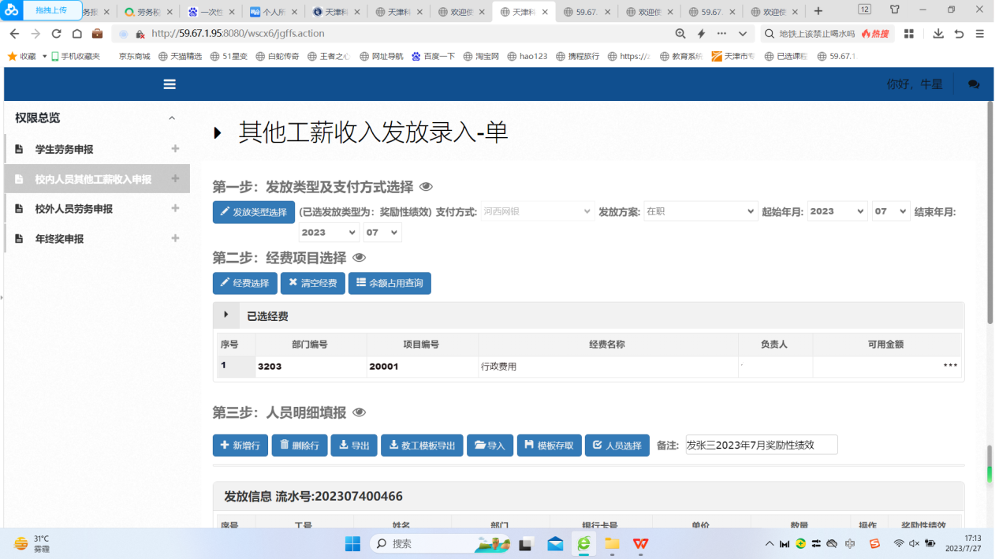 拖拽上传
务报
劳务税
一次性
个人所
天津科
天津科
欢迎使
天津科
59.67.
欢迎使
59.67.
欢迎使
12
http://59.67.1.95:8080/wscx6/jgffs.action
地铁上该禁止喝水吗
热搜
收藏
手机收藏夹
京东商城
天猫精选
51星变
白蛇传奇
王者之心
网址导航
百度一下
淘宝网
hao123
携程旅行
https://
教育系统
天津市专
已选课程
59.67.1.
你好，牛星
权限总览
学生劳务申报
校内人员其他工薪收入申报
校外人员劳务申报
年终奖申报
其他工薪收入发放录入-单
第一步：发放类型及支付方式选择
发放类型选择 (已选发放类型为：奖励性绩效) 支付方式: 河西网银 发放方案: 在职 起始年月: 2023 07 结束年月:
2023 07
第二步：经费项目选择
经费选择 清空经费 余额占用查询
已选经费
序号 部门编号 项目编号 经费名称 负责人 可用金额
1 3203 20001 行政费用 ***
第三步：人员明细填报
新增行 删除行 导出 教工模板导出 导入 模板存取 人员选择 备注: 发张三2023年7月奖励性绩效
发放信息 流水号:202307400466
序号 工号 姓名 部门 银行卡号 单价 数量 操作 奖励性绩效
31°C
雾霾
搜索
中
17:13
2023/7/27